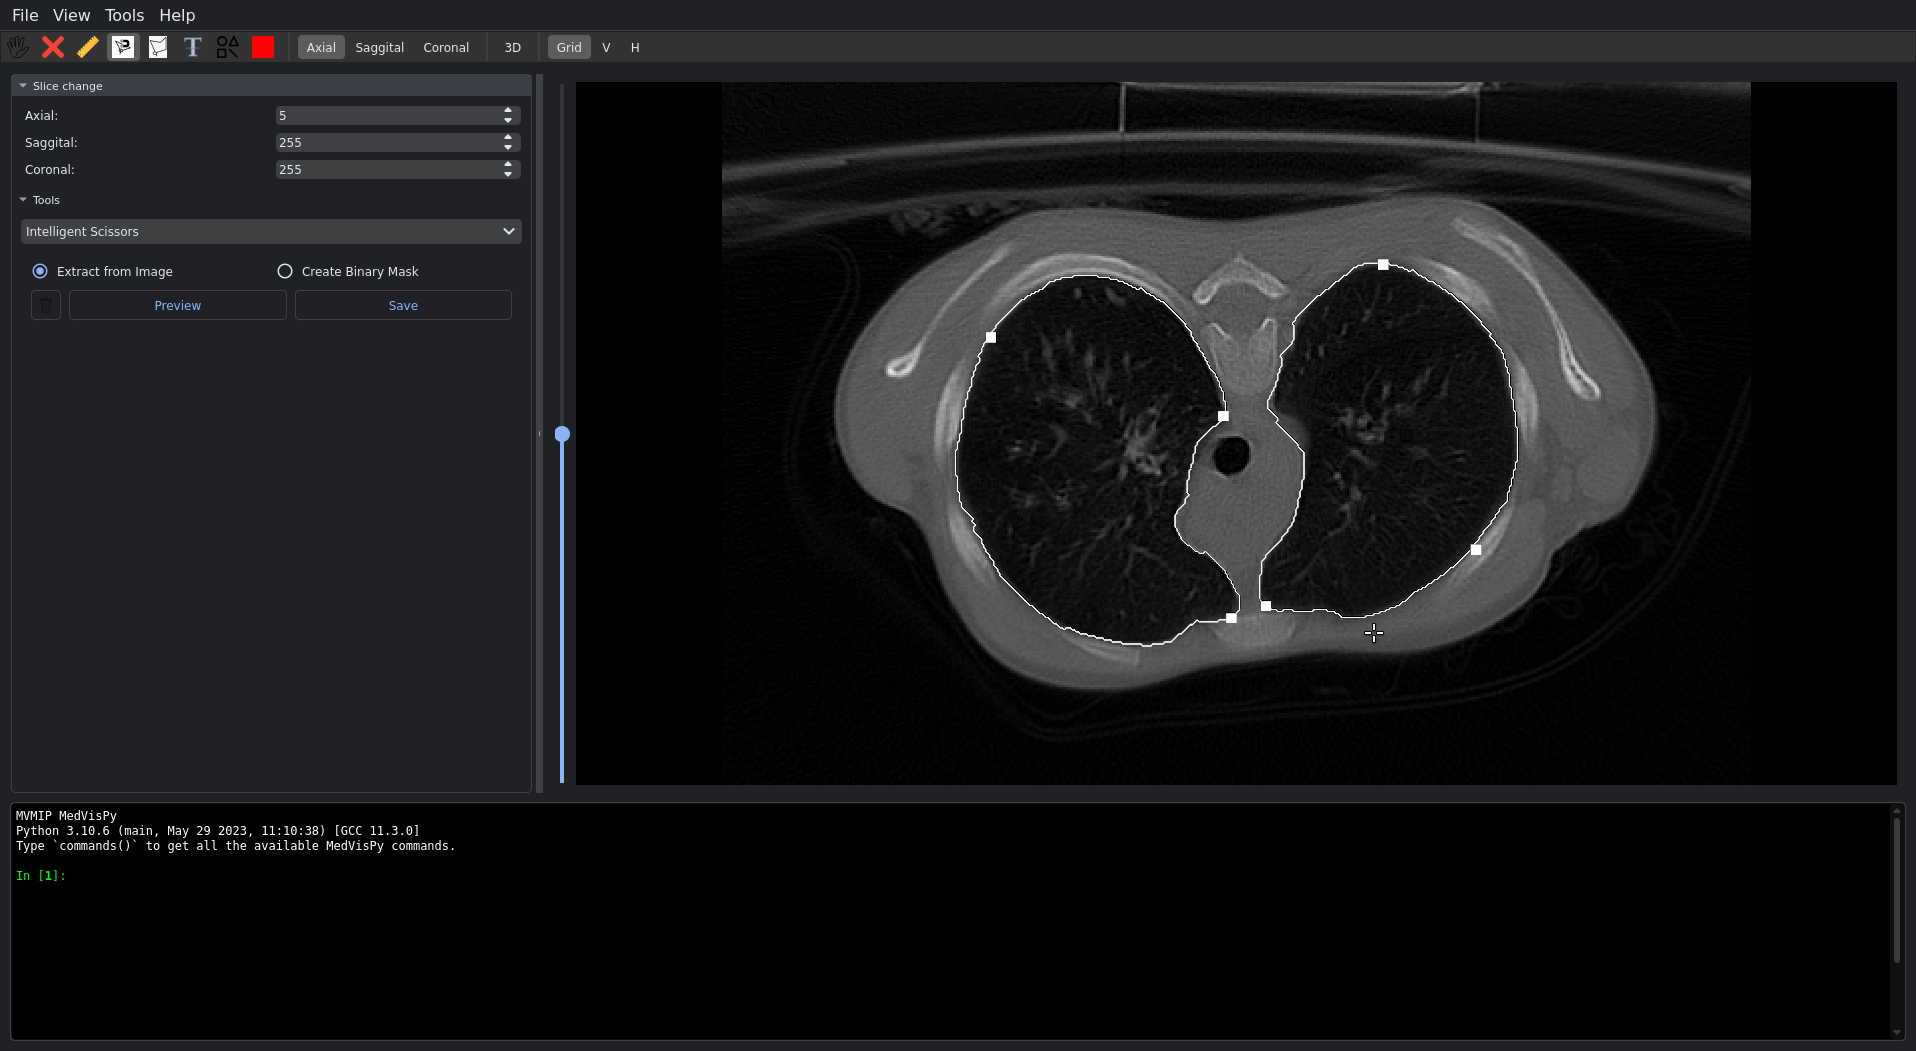 File View Tools Help
T Axial Saggital Coronal 3D Grid V H
Slice change
Axial: 5
Saggital: 255
Coronal: 255
Tools
Intelligent Scissors
Extract from Image Create Binary Mask
Preview Save
MVMIP MedVisPy
Python 3.10.6 (main, May 29 2023, 11:10:38) [GCC 11.3.0]
Type `commands()` to get all the available MedVisPy commands.
In [1]: